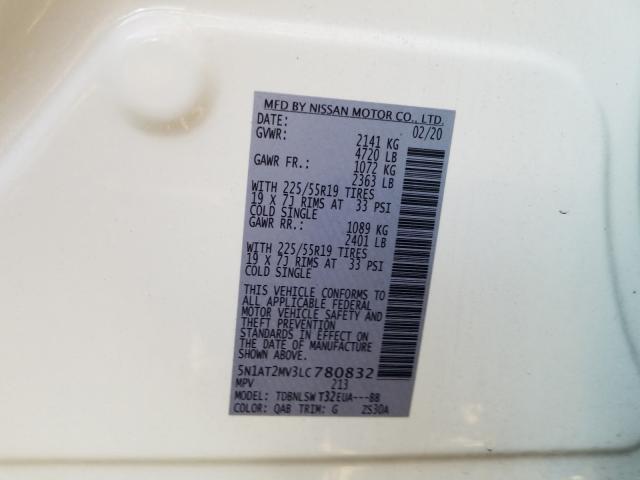 MFD BY NISSAN MOTOR CO., LTD.
DATE: 02/20
GVWR: 2141 KG
4720 LB
GAWR FR.: 1072 KG
2363 LB
WITH 225/55R19 TIRES
19 X 7J RIMS AT 33 PSI
COLD SINGLE
GAWR RR.: 1089 KG
2401 LB
WITH 225/55R19 TIRES
19 X 7J RIMS AT 33 PSI
COLD SINGLE
THIS VEHICLE CONFORMS TO
ALL APPLICABLE FEDERAL
MOTOR VEHICLE SAFETY AND
THEFT PREVENTION
STANDARDS IN EFFECT ON
THE DATE OF MANUFACTURE
SHOWN ABOVE.
5N1AT2MV3LC780832
MPV 213
MODEL: TDBNLSWT32EUA---BB
COLOR: QAB TRIM: G ZS30A